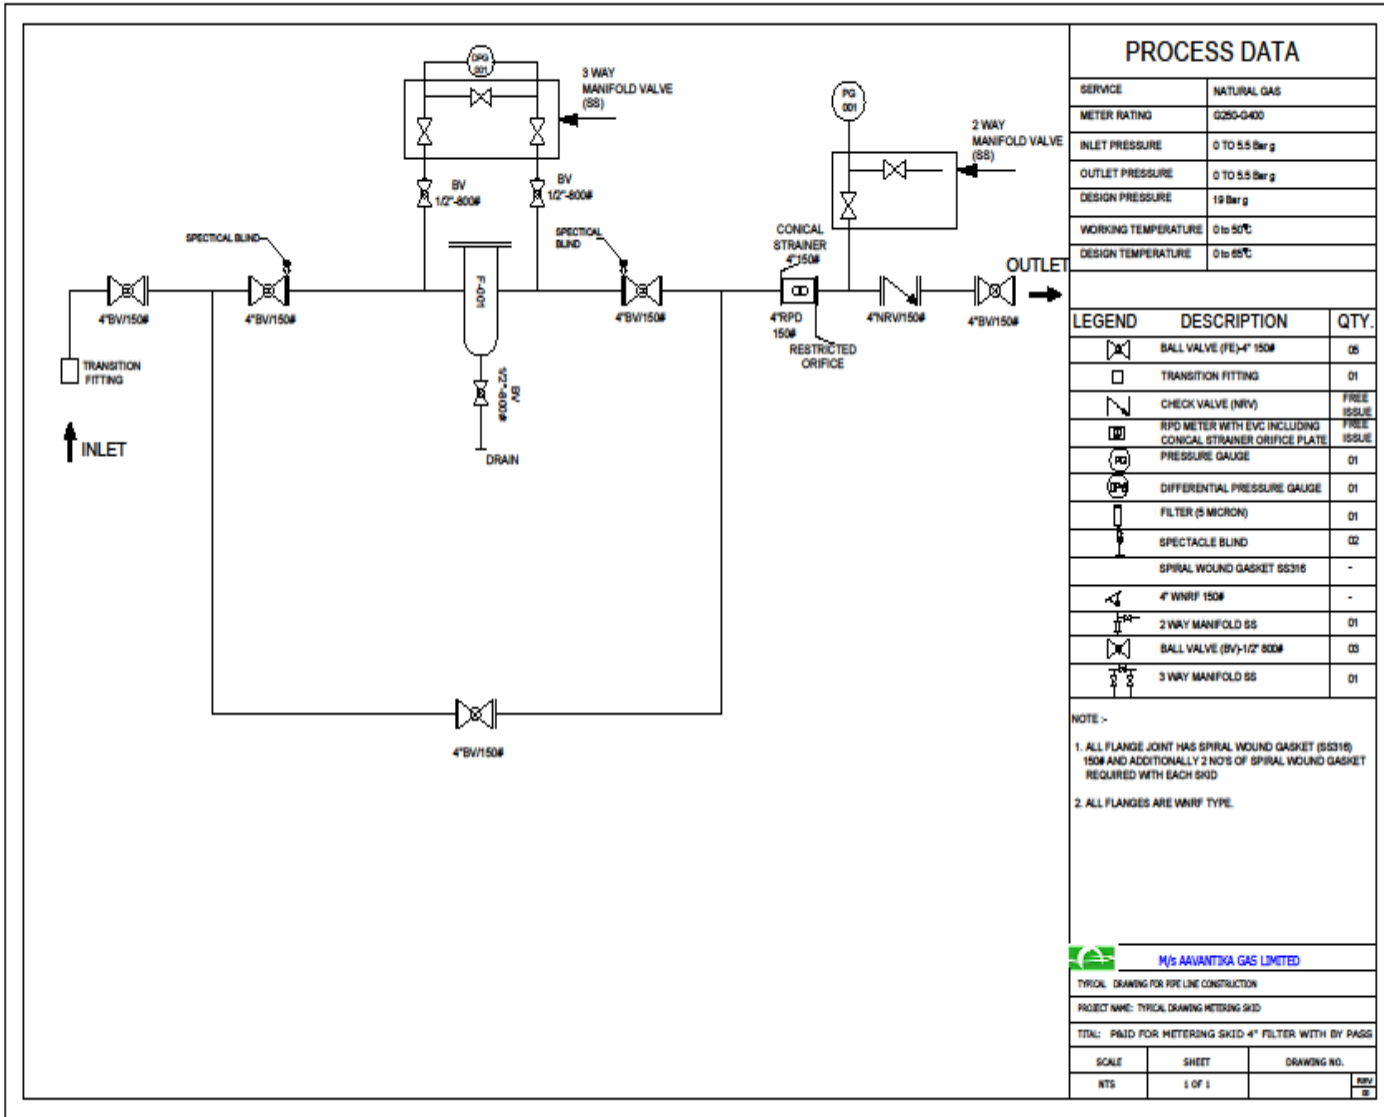 DPG
001
3 WAY
MANIFOLD VALVE
(SS)
PG
001
2 WAY
MANIFOLD VALVE
(SS)
BV
1/2"-800#
BV
1/2"-800#
SPECTICAL BLIND
SPECTICAL
BLIND
CONICAL
STRAINER
4"150#
OUTLET
F-001
4"BV/150#
4"BV/150#
4"BV/150#
4"RPD
150#
4"NRV/150#
4"BV/150#
RESTRICTED
ORIFICE
TRANSITION
FITTING
BV
1/2"-800#
INLET
DRAIN
4"BV/150#
PROCESS DATA
SERVICE NATURAL GAS
METER RATING G250-G400
INLET PRESSURE 0 TO 5.5 Bar g
OUTLET PRESSURE 0 TO 5.5 Bar g
DESIGN PRESSURE 19 Bar g
WORKING TEMPERATURE 0 to 50℃
DESIGN TEMPERATURE 0 to 65℃
LEGEND DESCRIPTION QTY.
BALL VALVE (FE)-4" 150# 05
TRANSITION FITTING 01
CHECK VALVE (NRV) FREE ISSUE
RPD METER WITH EVC INCLUDING
CONICAL STRAINER ORIFICE PLATE FREE ISSUE
PG PRESSURE GAUGE 01
DPG DIFFERENTIAL PRESSURE GAUGE 01
FILTER (5 MICRON) 01
SPECTACLE BLIND 02
SPIRAL WOUND GASKET SS316 -
4" WNRF 150# -
2 WAY MANIFOLD SS 01
BALL VALVE (BV)-1/2" 800# 03
3 WAY MANIFOLD SS 01
NOTE :-
1. ALL FLANGE JOINT HAS SPIRAL WOUND GASKET (SS316)
150# AND ADDITIONALLY 2 NO'S OF SPIRAL WOUND GASKET
REQUIRED WITH EACH SKID
2. ALL FLANGES ARE WNRF TYPE.
M/s AAVANTIKA GAS LIMITED
TYPICAL DRAWING FOR PIPE LINE CONSTRUCTION
PROJECT NAME: TYPICAL DRAWING METERING SKID
TITAL: P&ID FOR METERING SKID 4" FILTER WITH BY PASS
SCALE SHEET DRAWING NO.
NTS 1 OF 1 REV
00